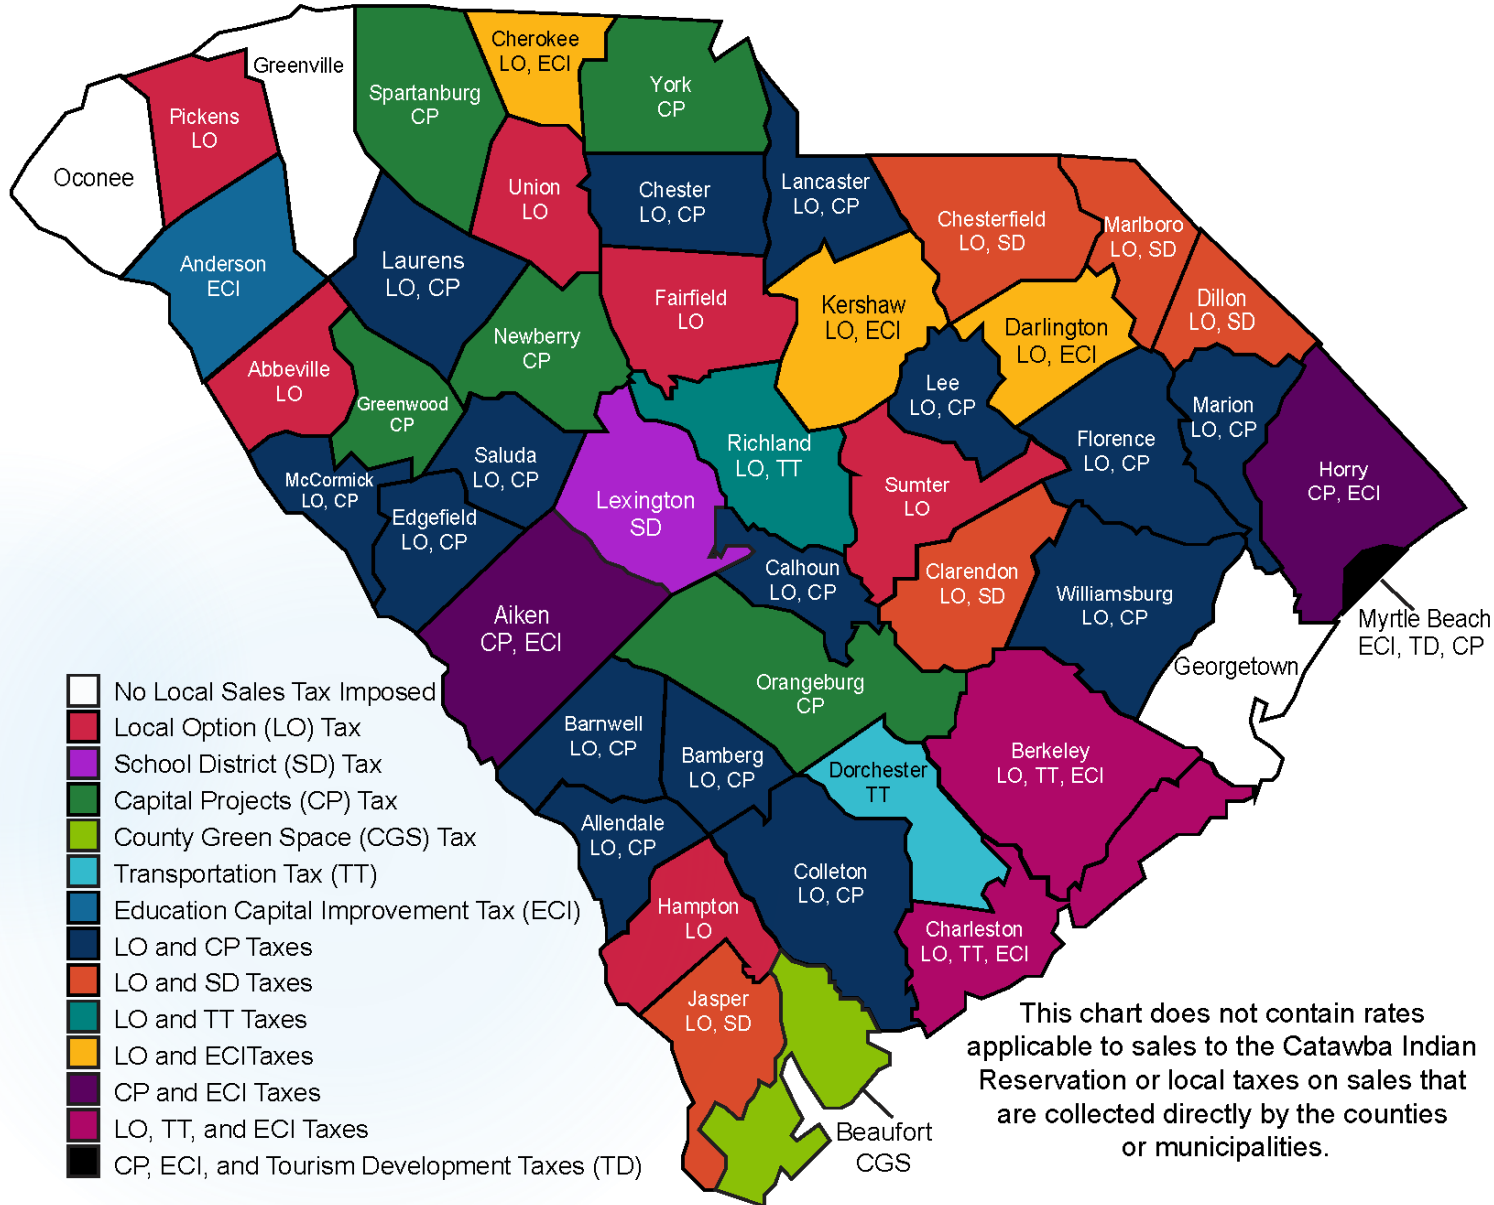 Cherokee
LO, ECI
Greenville
Spartanburg
CP
York
CP
Pickens
LO
Oconee
Union
LO
Chester
LO, CP
Lancaster
LO, CP
Chesterfield
LO, SD
Marlboro
LO, SD
Anderson
ECI
Laurens
LO, CP
Fairfield
LO
Kershaw
LO, ECI
Darlington
LO, ECI
Dillon
LO, SD
Newberry
CP
Abbeville
LO
Greenwood
CP
Lee
LO, CP
Marion
LO, CP
Richland
LO, TT
Florence
LO, CP
Saluda
LO, CP
McCormick
LO, CP
Horry
CP, ECI
Sumter
LO
Lexington
SD
Edgefield
LO, CP
Calhoun
LO, CP
Clarendon
LO, SD
Williamsburg
LO, CP
Aiken
CP, ECI
Myrtle Beach
ECI, TD, CP
Georgetown
Orangeburg
CP
Barnwell
LO, CP
Bamberg
LO, CP
Berkeley
LO, TT, ECI
Dorchester
TT
Allendale
LO, CP
Colleton
LO, CP
Hampton
LO
Charleston
LO, TT, ECI
Jasper
LO, SD
Beaufort
CGS
No Local Sales Tax Imposed
Local Option (LO) Tax
School District (SD) Tax
Capital Projects (CP) Tax
County Green Space (CGS) Tax
Transportation Tax (TT)
Education Capital Improvement Tax (ECI)
LO and CP Taxes
LO and SD Taxes
LO and TT Taxes
LO and ECITaxes
CP and ECI Taxes
LO, TT, and ECI Taxes
CP, ECI, and Tourism Development Taxes (TD)
This chart does not contain rates
applicable to sales to the Catawba Indian
Reservation or local taxes on sales that
are collected directly by the counties
or municipalities.